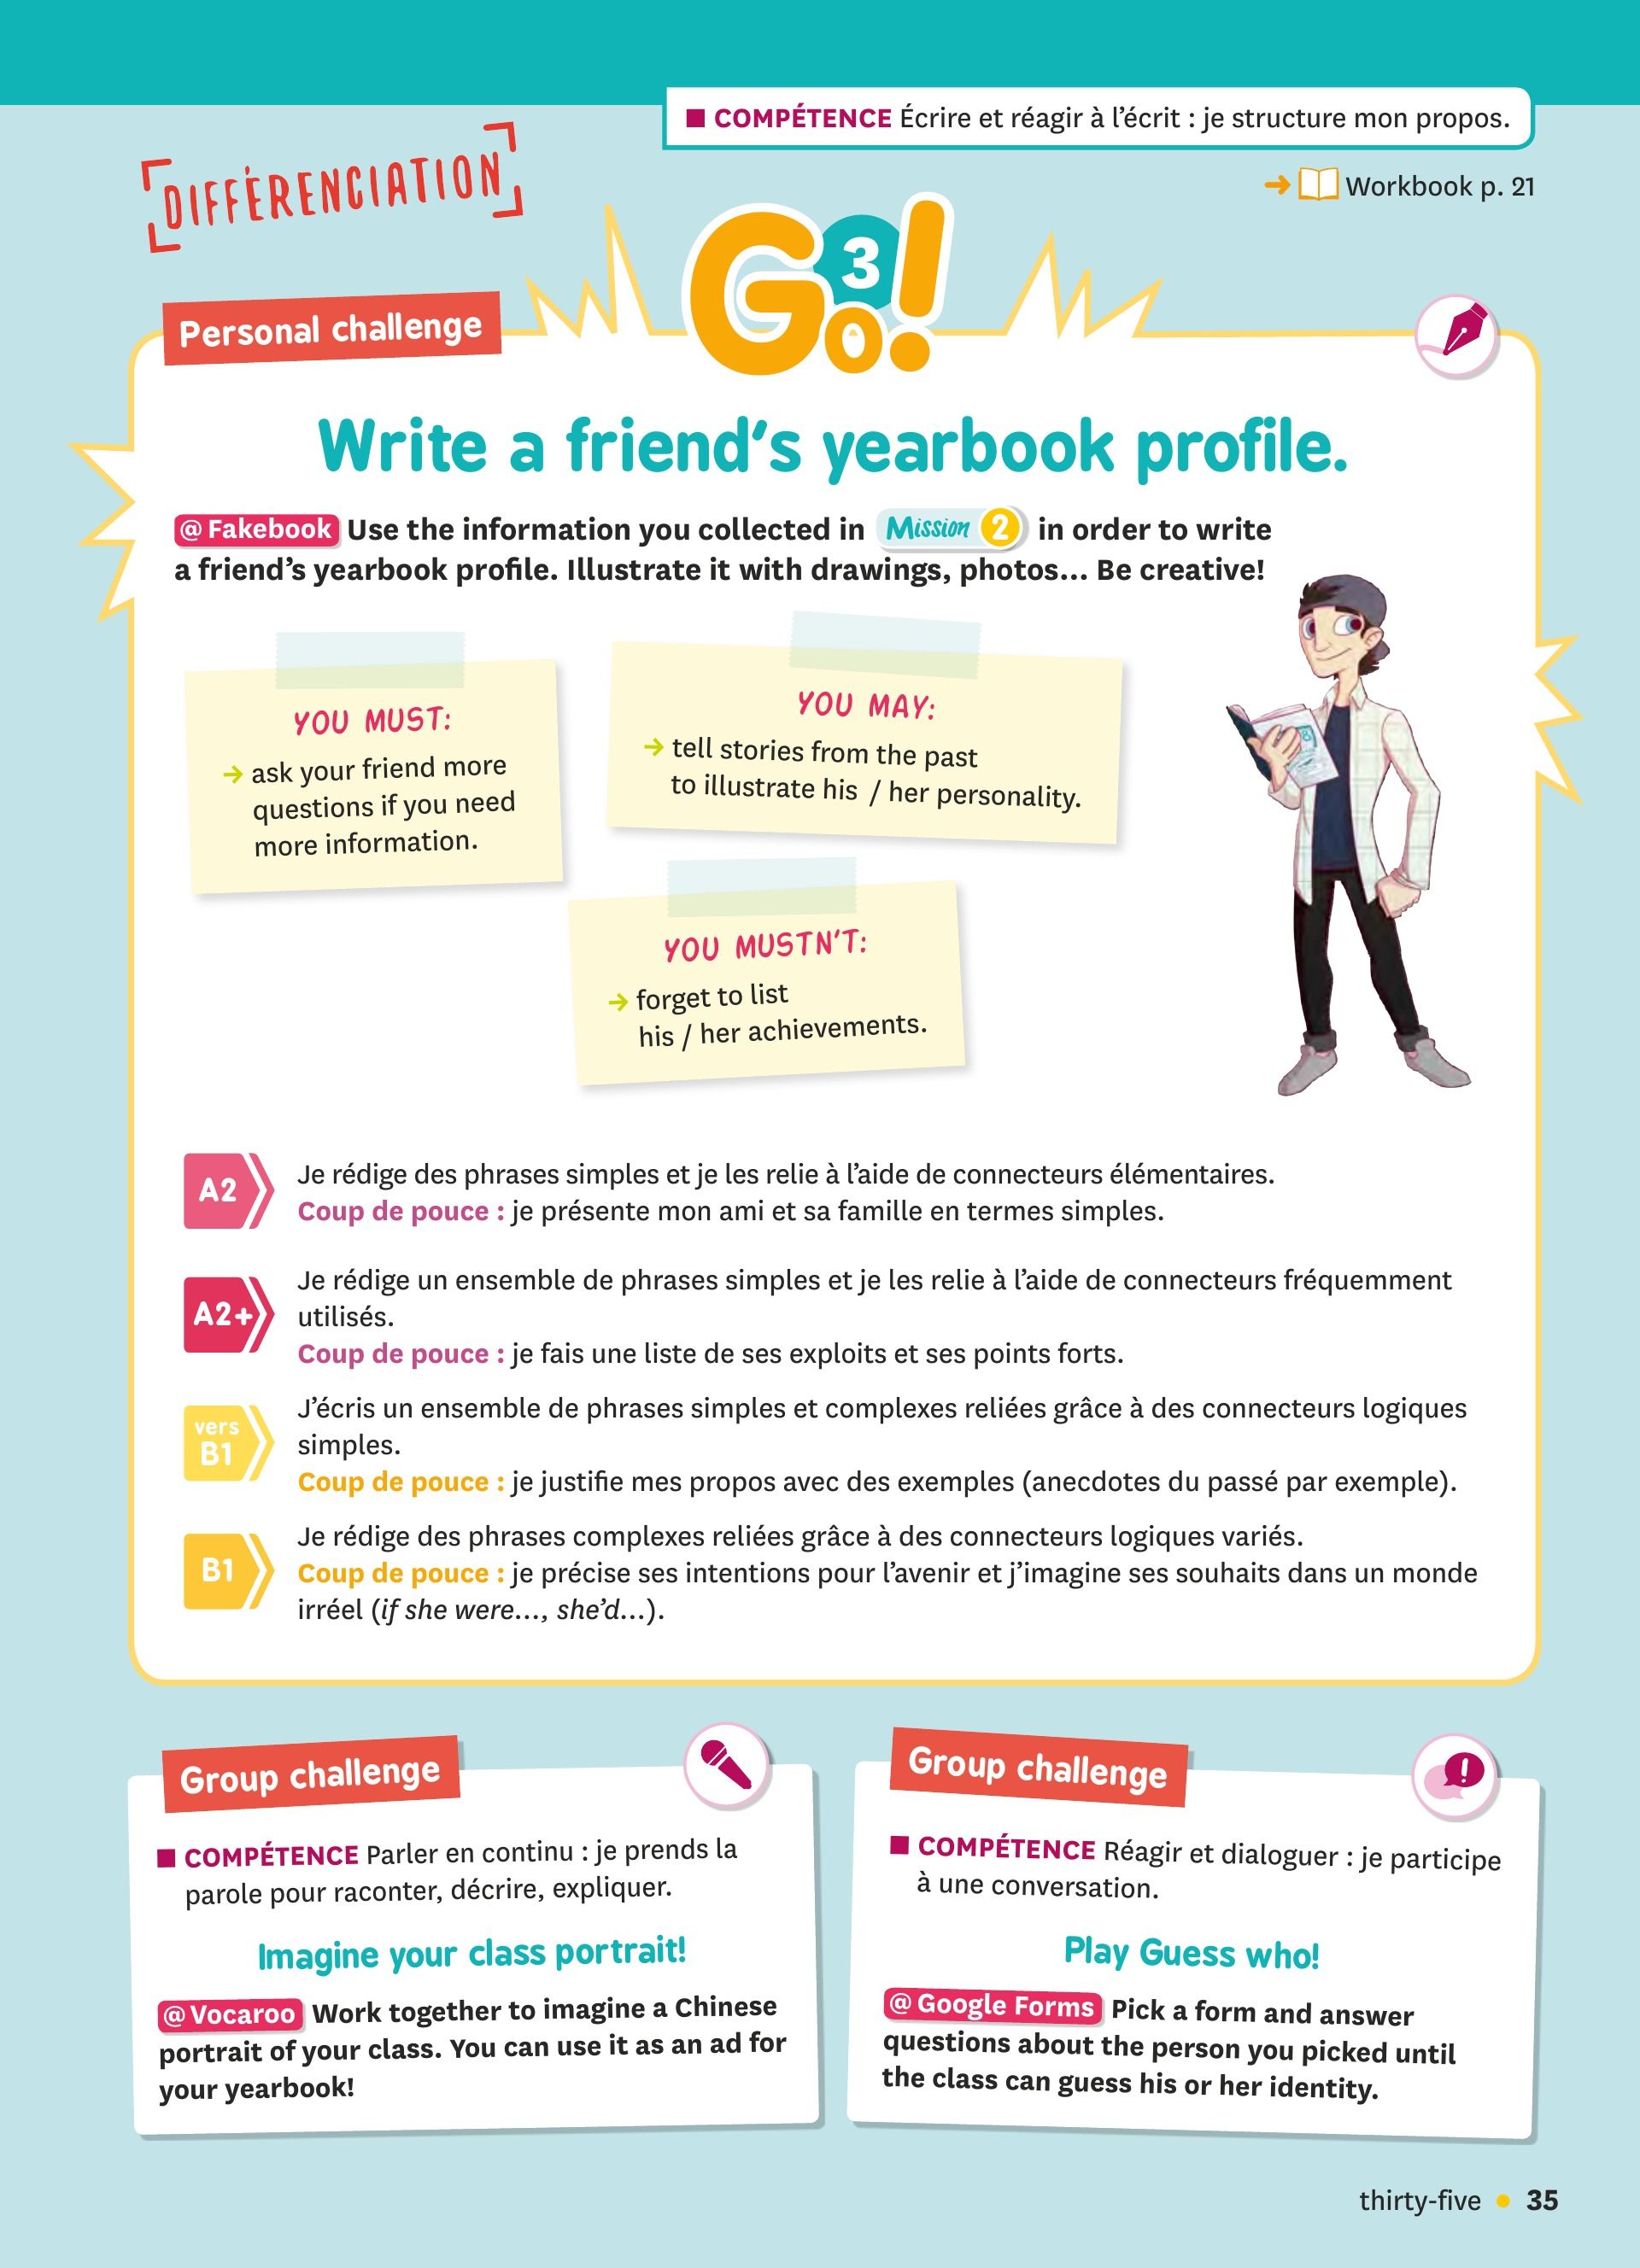 ■ COMPÉTENCE Écrire et réagir à l'écrit : je structure mon propos.
DIFFÉRENCIATION
→ Workbook p. 21
Go! 3
Personal challenge
Write a friend's yearbook profile.
@ Fakebook Use the information you collected in Mission 2 in order to write
a friend's yearbook profile. Illustrate it with drawings, photos... Be creative!
YOU MUST:
→ ask your friend more
questions if you need
more information.
YOU MAY:
→ tell stories from the past
to illustrate his / her personality.
YOU MUSTN'T:
→ forget to list
his / her achievements.
A2
Je rédige des phrases simples et je les relie à l'aide de connecteurs élémentaires.
Coup de pouce : je présente mon ami et sa famille en termes simples.
A2+
Je rédige un ensemble de phrases simples et je les relie à l'aide de connecteurs fréquemment
utilisés.
Coup de pouce : je fais une liste de ses exploits et ses points forts.
vers
B1
J'écris un ensemble de phrases simples et complexes reliées grâce à des connecteurs logiques
simples.
Coup de pouce : je justifie mes propos avec des exemples (anecdotes du passé par exemple).
B1
Je rédige des phrases complexes reliées grâce à des connecteurs logiques variés.
Coup de pouce : je précise ses intentions pour l'avenir et j'imagine ses souhaits dans un monde
irréel (if she were..., she'd...).
Group challenge
■ COMPÉTENCE Parler en continu : je prends la
parole pour raconter, décrire, expliquer.
Imagine your class portrait!
@ Vocaroo Work together to imagine a Chinese
portrait of your class. You can use it as an ad for
your yearbook!
Group challenge
■ COMPÉTENCE Réagir et dialoguer : je participe
à une conversation.
Play Guess who!
@ Google Forms Pick a form and answer
questions about the person you picked until
the class can guess his or her identity.
thirty-five • 35